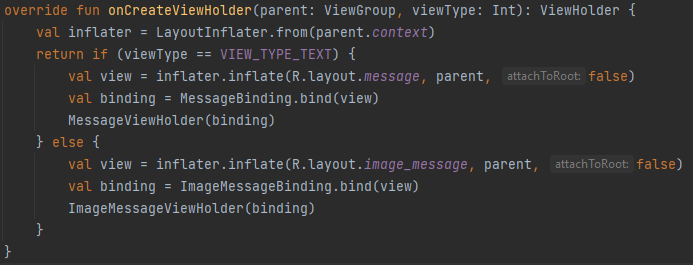 override fun onCreateViewHolder(parent: ViewGroup, viewType: Int): ViewHolder {
    val inflater = LayoutInflater.from(parent.context)
    return if (viewType == VIEW_TYPE_TEXT) {
        val view = inflater.inflate(R.layout.message, parent, attachToRoot: false)
        val binding = MessageBinding.bind(view)
        MessageViewHolder(binding)
    } else {
        val view = inflater.inflate(R.layout.image_message, parent, attachToRoot: false)
        val binding = ImageMessageBinding.bind(view)
        ImageMessageViewHolder(binding)
    }
}